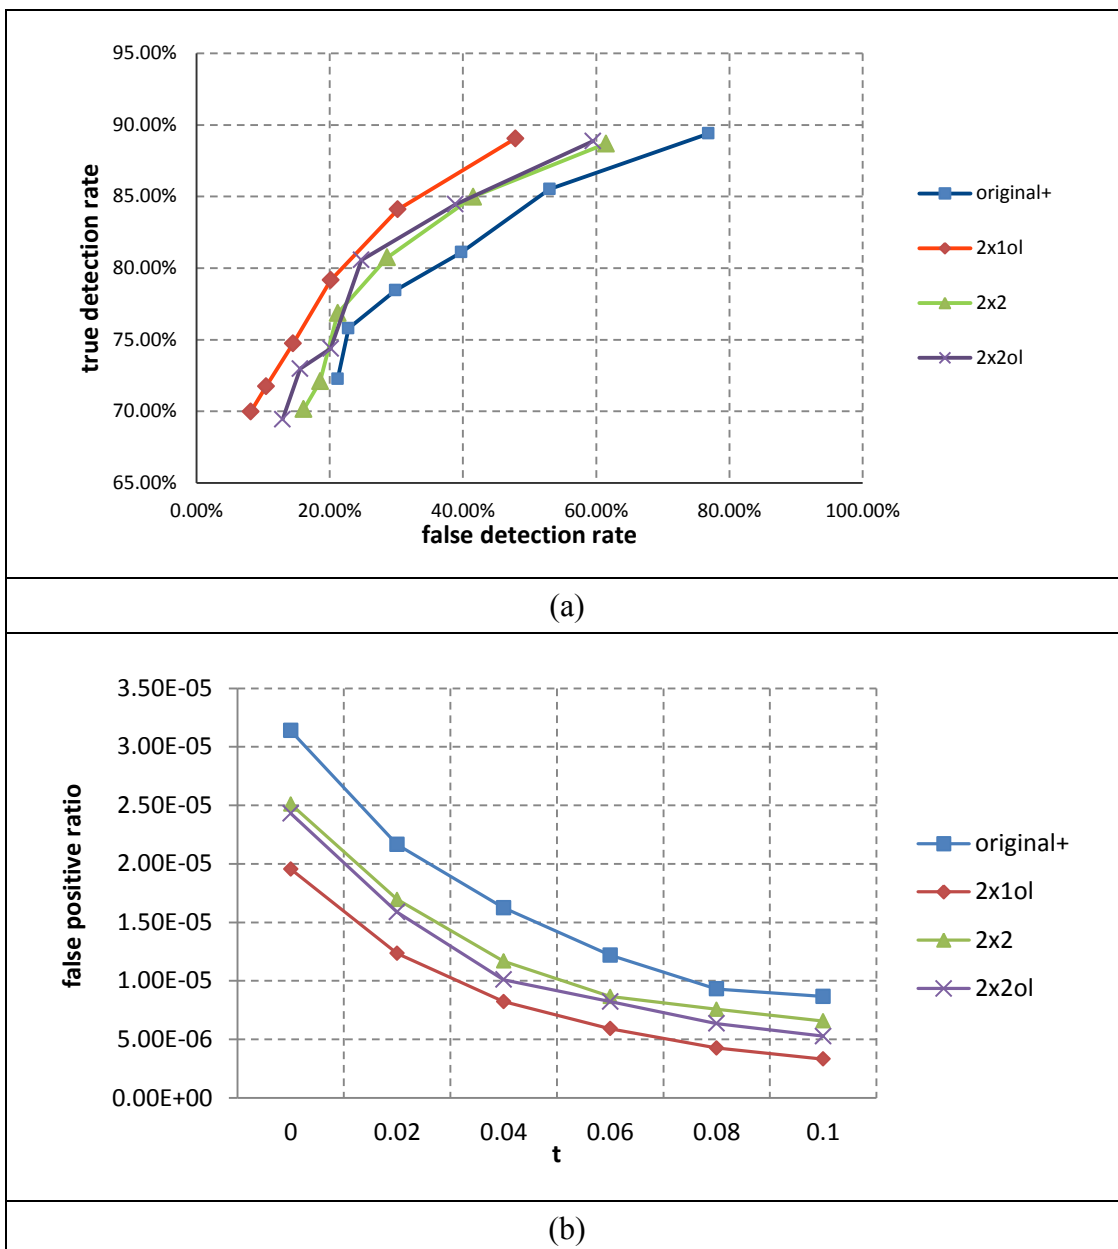 95.00%
90.00%
85.00%
80.00%
75.00%
70.00%
65.00%
true detection rate
0.00% 20.00% 40.00% 60.00% 80.00% 100.00%
false detection rate
original+
2x1ol
2x2
2x2ol
(a)
3.50E-05
3.00E-05
2.50E-05
2.00E-05
1.50E-05
1.00E-05
5.00E-06
0.00E+00
false positive ratio
0 0.02 0.04 0.06 0.08 0.1
t
original+
2x1ol
2x2
2x2ol
(b)